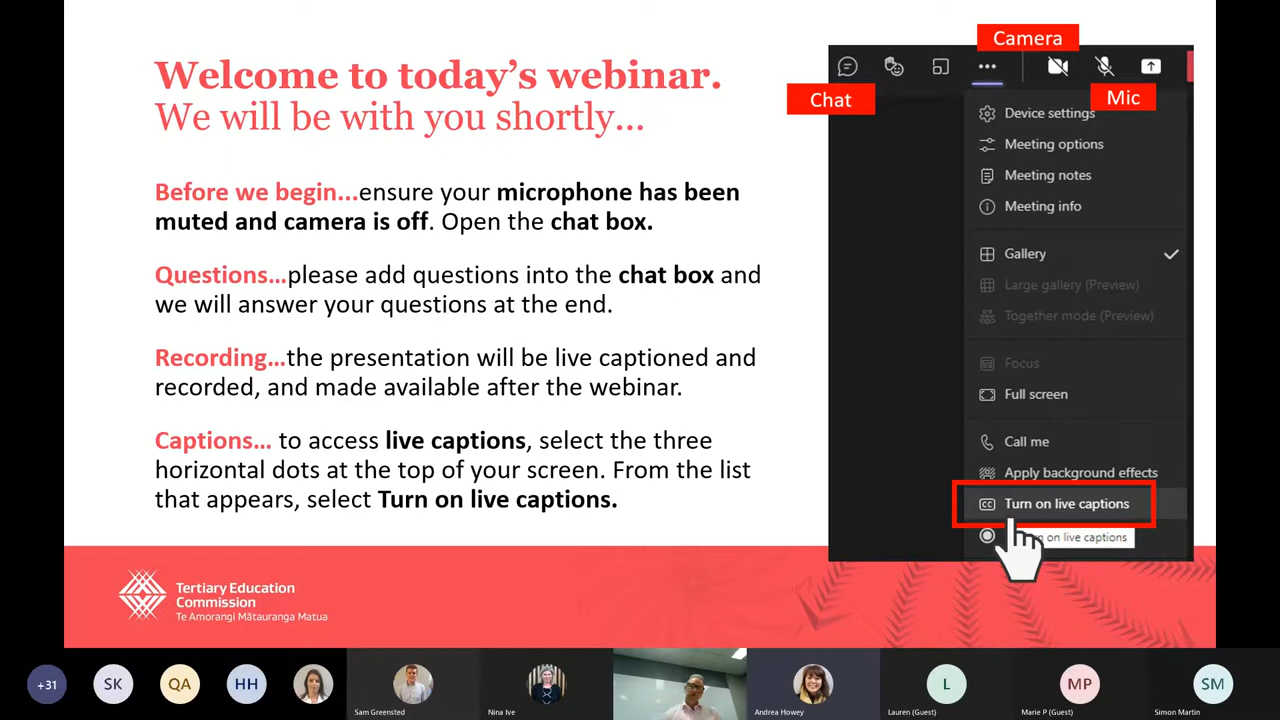 Welcome to today's webinar.
We will be with you shortly...
Before we begin...ensure your microphone has been
muted and camera is off. Open the chat box.
Questions...please add questions into the chat box and
we will answer your questions at the end.
Recording...the presentation will be live captioned and
recorded, and made available after the webinar.
Captions... to access live captions, select the three
horizontal dots at the top of your screen. From the list
that appears, select Turn on live captions.
Camera
Chat
Mic
Device settings
Meeting options
Meeting notes
Meeting info
Gallery
Large gallery (Preview)
Together mode (Preview)
Focus
Full screen
Call me
Apply background effects
CC Turn on live captions
on live captions
Tertiary Education
Commission
Te Amorangi Mātauranga Matua
+31
SK
QA
HH
Sam Greensted
Nina Ive
Andrea Howey
L
Lauren (Guest)
MP
Marie P (Guest)
SM
Simon Martin